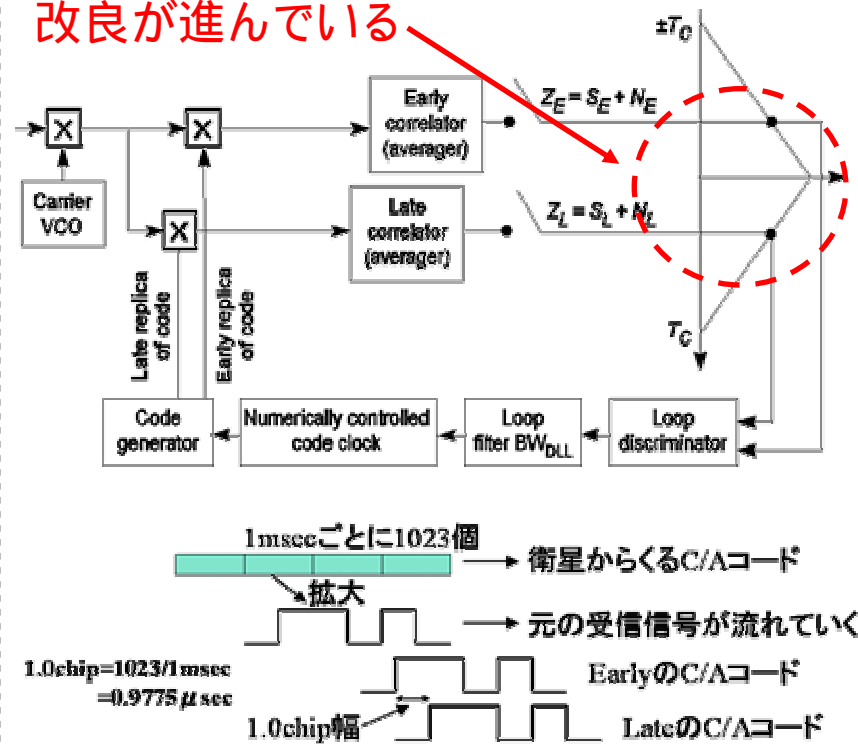 改良が進んでいる
±T_C
Early
correlator
(averager)
Z_E = S_E + N_E
X
X
Carrier
VCO
Late
correlator
(averager)
Z_L = S_L + N_L
X
Late replica
of code
Early replica
of code
T_C
Code
generator
Numerically controlled
code clock
Loop
filter BW_DLL
Loop
discriminator
1msecごとに1023個
衛星からくるC/Aコード
拡大
元の受信信号が流れていく
1.0chip=1023/1msec
=0.9775μsec
EarlyのC/Aコード
1.0chip幅
LateのC/Aコード